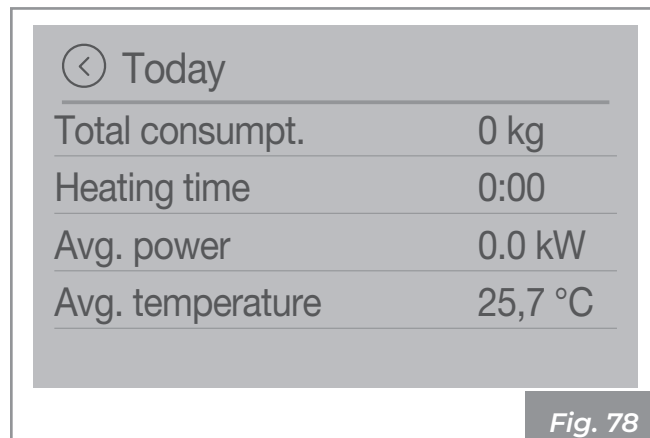 Today
Total consumpt. 0 kg
Heating time 0:00
Avg. power 0.0 kW
Avg. temperature 25,7 °C
Fig. 78